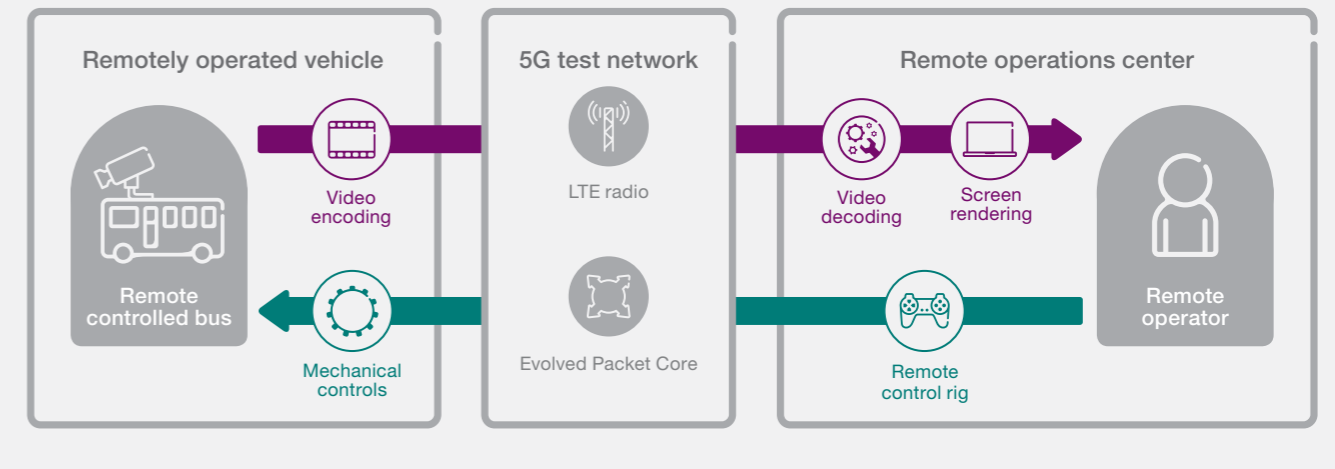 Remotely operated vehicle
5G test network
Remote operations center
Video
encoding
LTE radio
Video
decoding
Screen
rendering
Remote
controlled bus
Remote
operator
Mechanical
controls
Evolved Packet Core
Remote
control rig